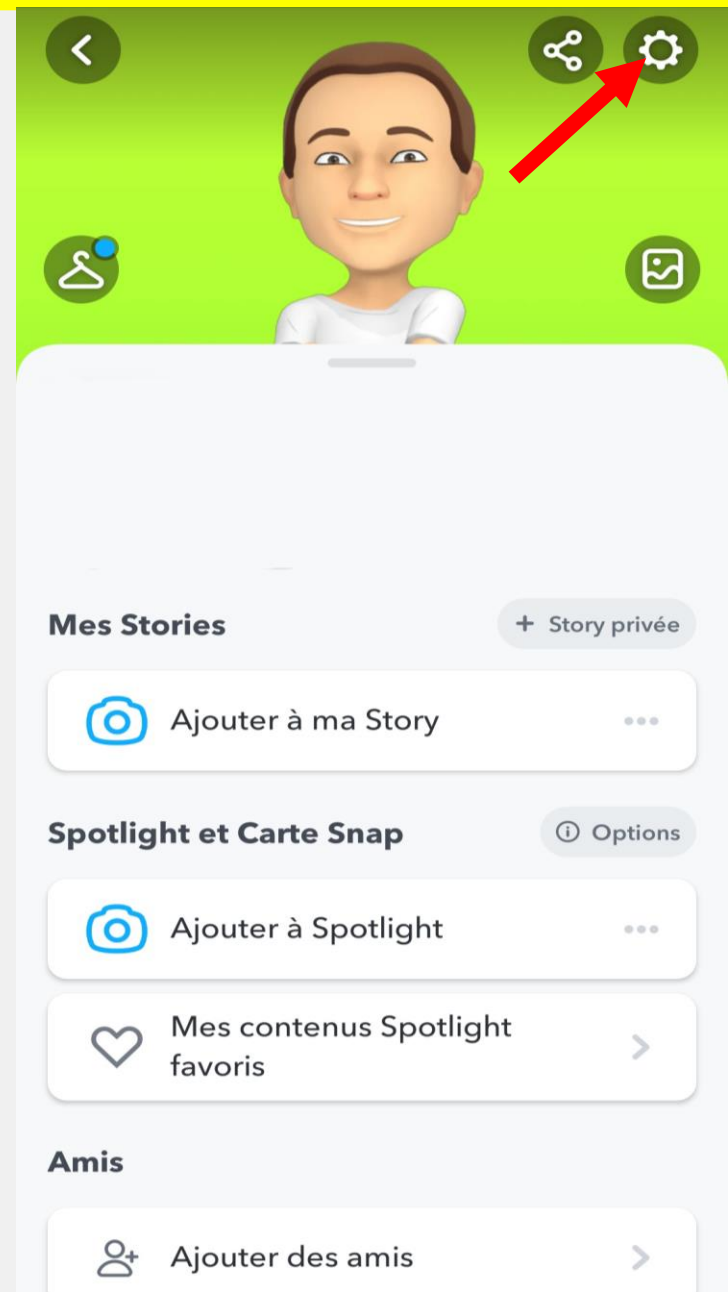 Mes Stories
+ Story privée
Ajouter à ma Story
Spotlight et Carte Snap
Options
Ajouter à Spotlight
Mes contenus Spotlight
favoris
Amis
Ajouter des amis